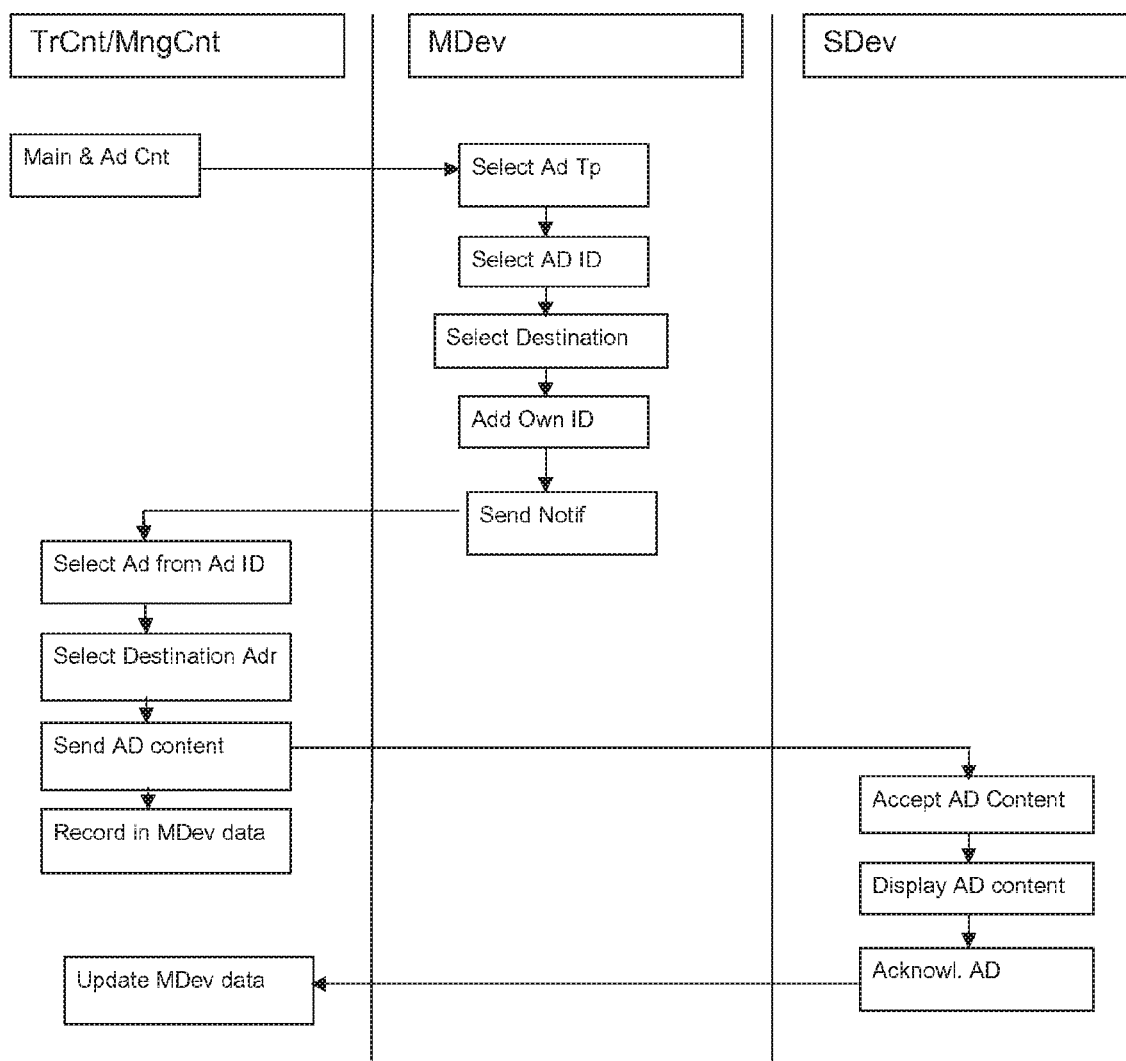 TrCnt/MngCnt
MDev
SDev
Main & Ad Cnt
Select Ad Tp
Select AD ID
Select Destination
Add Own ID
Send Notif
Select Ad from Ad ID
Select Destination Adr
Send AD content
Record in MDev data
Accept AD Content
Display AD content
Acknowl. AD
Update MDev data